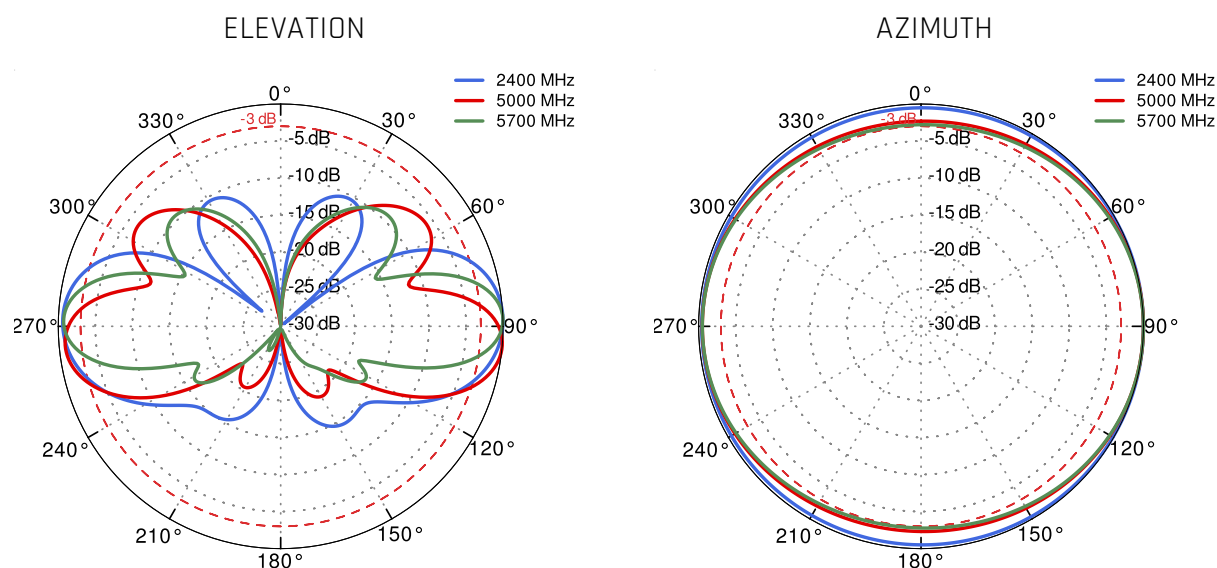 ELEVATION
2400 MHz
5000 MHz
5700 MHz
0°
30°
60°
90°
120°
150°
180°
210°
240°
270°
300°
330°
-3 dB
-5 dB
-10 dB
-15 dB
-20 dB
-25 dB
-30 dB
AZIMUTH
2400 MHz
5000 MHz
5700 MHz
0°
30°
60°
90°
120°
150°
180°
210°
240°
270°
300°
330°
-3 dB
-5 dB
-10 dB
-15 dB
-20 dB
-25 dB
-30 dB